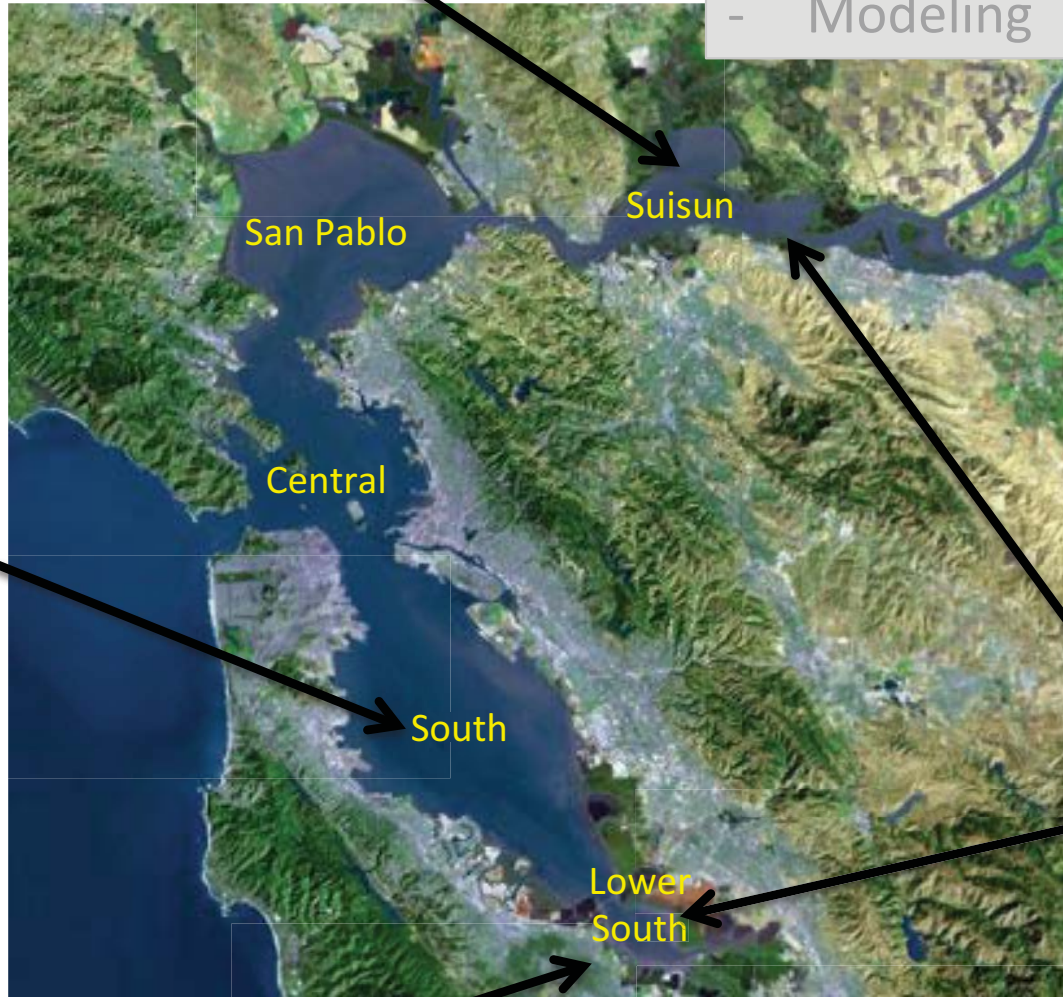 - Modeling
Suisun
San Pablo
Central
South
Lower
South